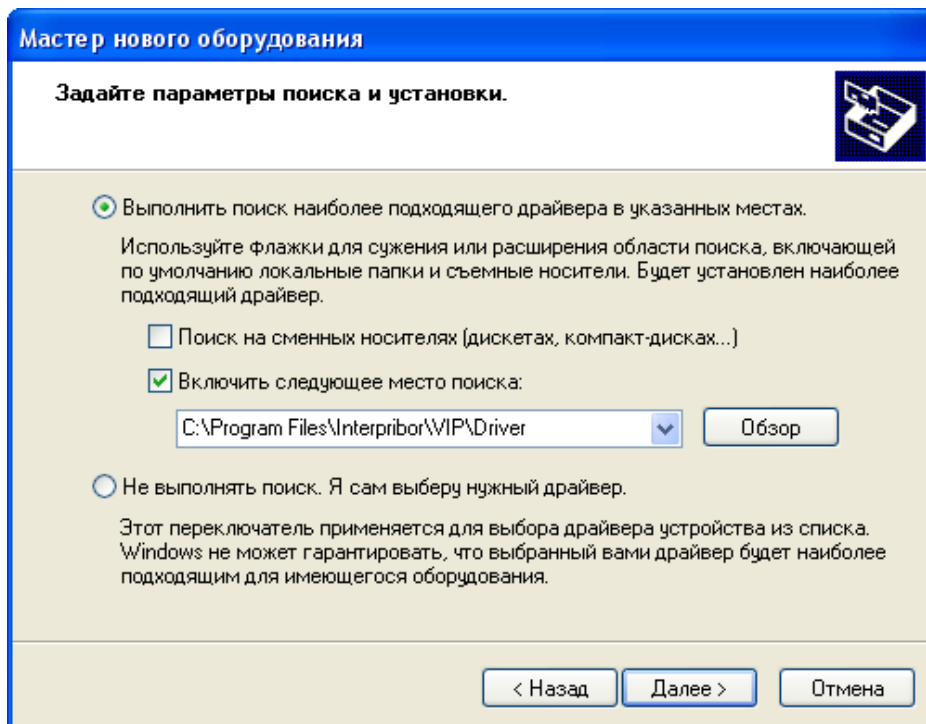 Мастер нового оборудования
Задайте параметры поиска и установки.
Выполнить поиск наиболее подходящего драйвера в указанных местах.
Используйте флажки для сужения или расширения области поиска, включающей
по умолчанию локальные папки и съемные носители. Будет установлен наиболее
подходящий драйвер.
Поиск на сменных носителях (дискетах, компакт-дисках...)
Включить следующее место поиска:
C:\Program Files\Interpribor\VIP\Driver
Обзор
Не выполнять поиск. Я сам выберу нужный драйвер.
Этот переключатель применяется для выбора драйвера устройства из списка.
Windows не может гарантировать, что выбранный вами драйвер будет наиболее
подходящим для имеющегося оборудования.
< Назад Далее > Отмена